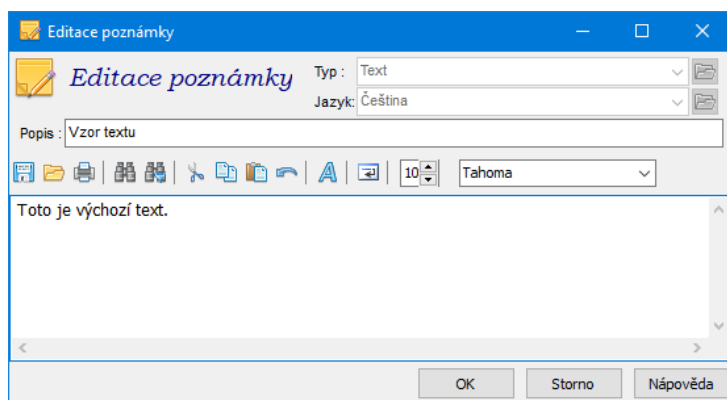 Editace poznámky
Editace poznámky
Typ : Text
Jazyk: Čeština
Popis : Vzor textu
10 Tahoma
Toto je výchozí text.
OK Storno Nápověda